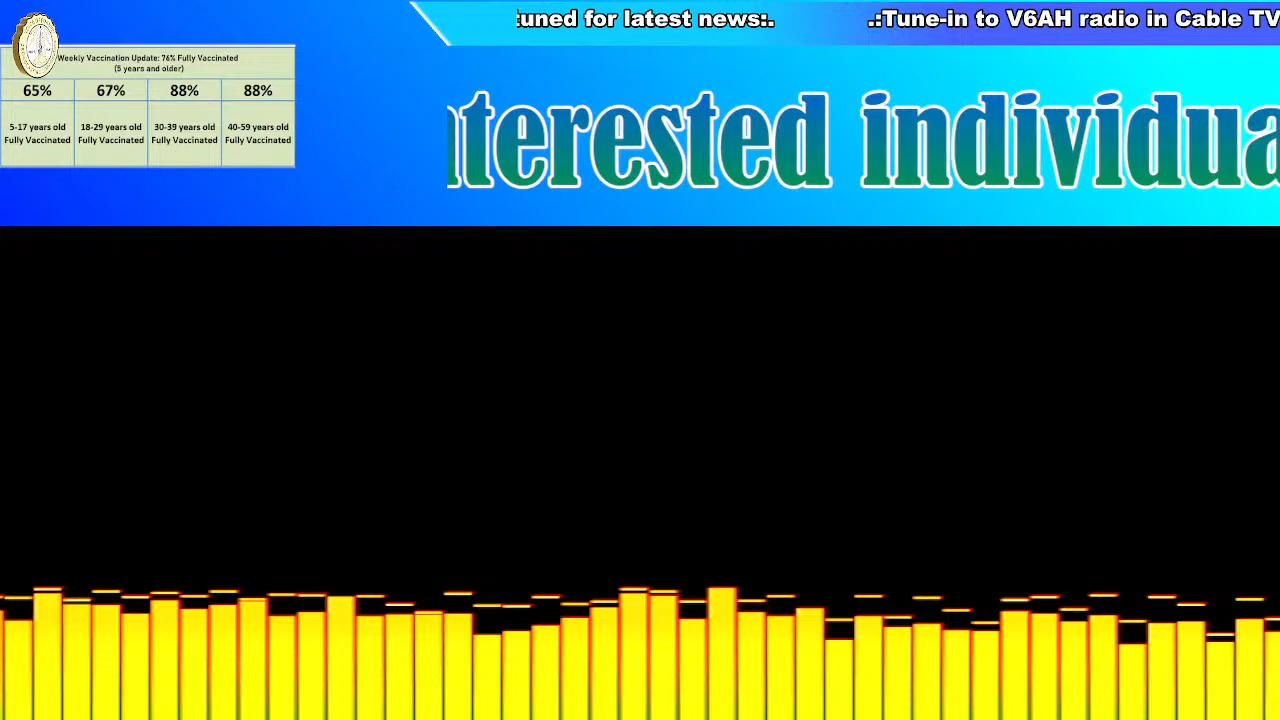 tuned for latest news:. .:Tune-in to V6AH radio in Cable TV
Weekly Vaccination Update: 76% Fully Vaccinated
(5 years and older)
65% 67% 88% 88%
5-17 years old 18-29 years old 30-39 years old 40-59 years old
Fully Vaccinated Fully Vaccinated Fully Vaccinated Fully Vaccinated
nterested individua